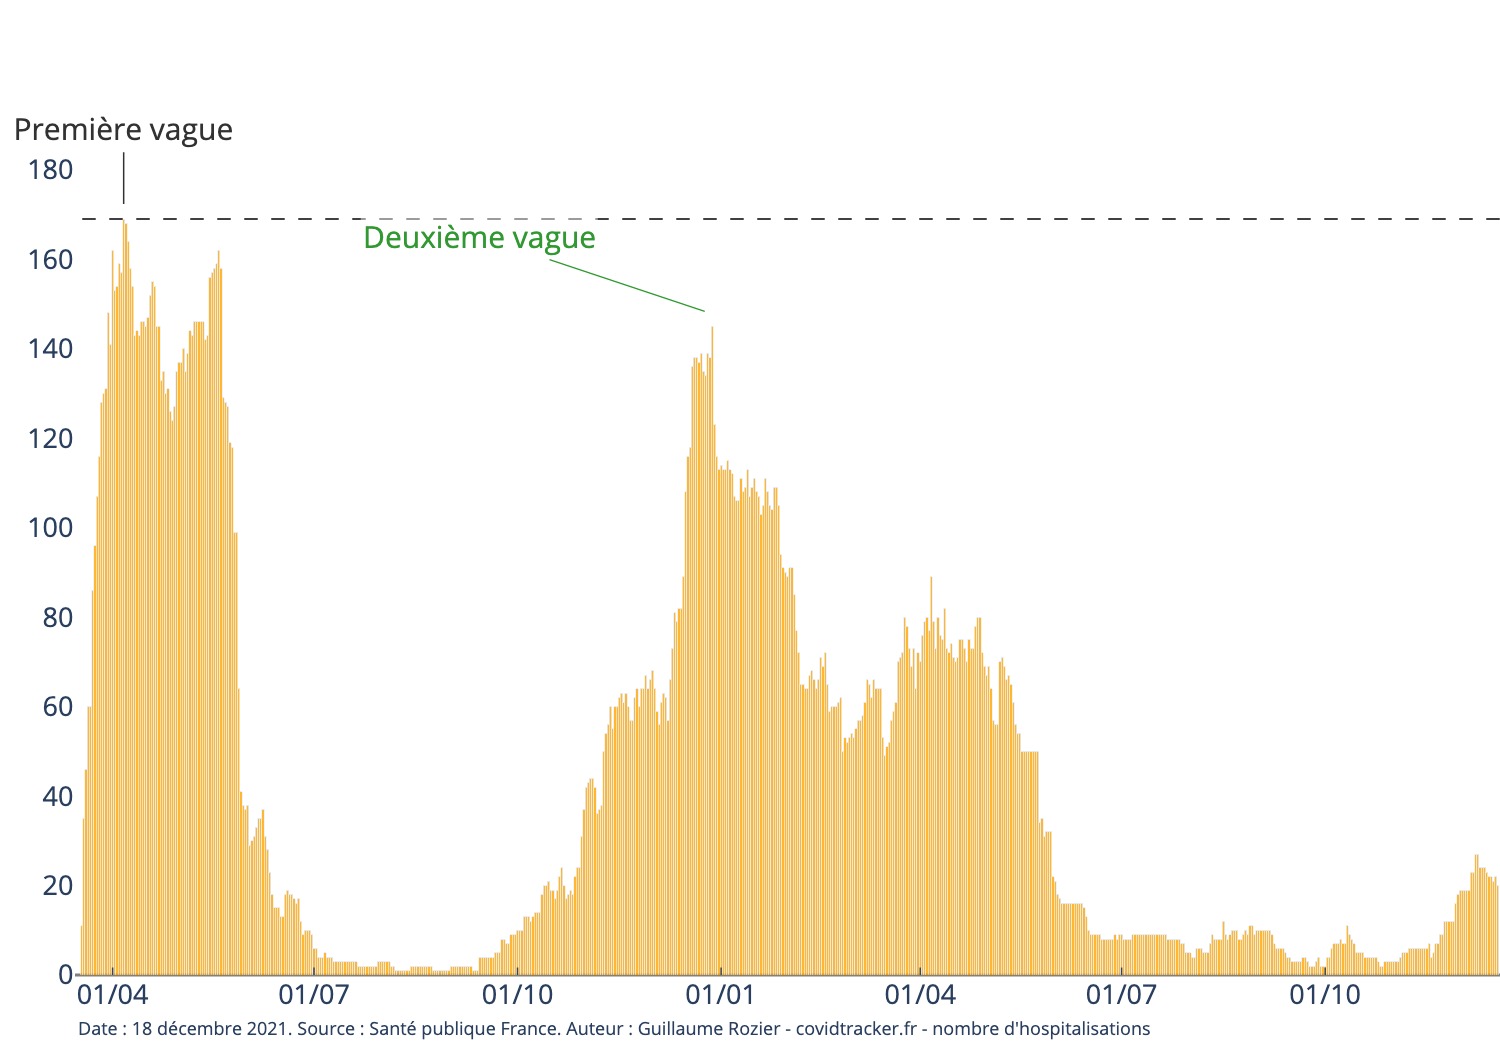 Première vague
180
Deuxième vague
160
140
120
100
80
60
40
20
0
01/04 01/07 01/10 01/01 01/04 01/07 01/10
Date : 18 décembre 2021. Source : Santé publique France. Auteur : Guillaume Rozier - covidtracker.fr - nombre d'hospitalisations